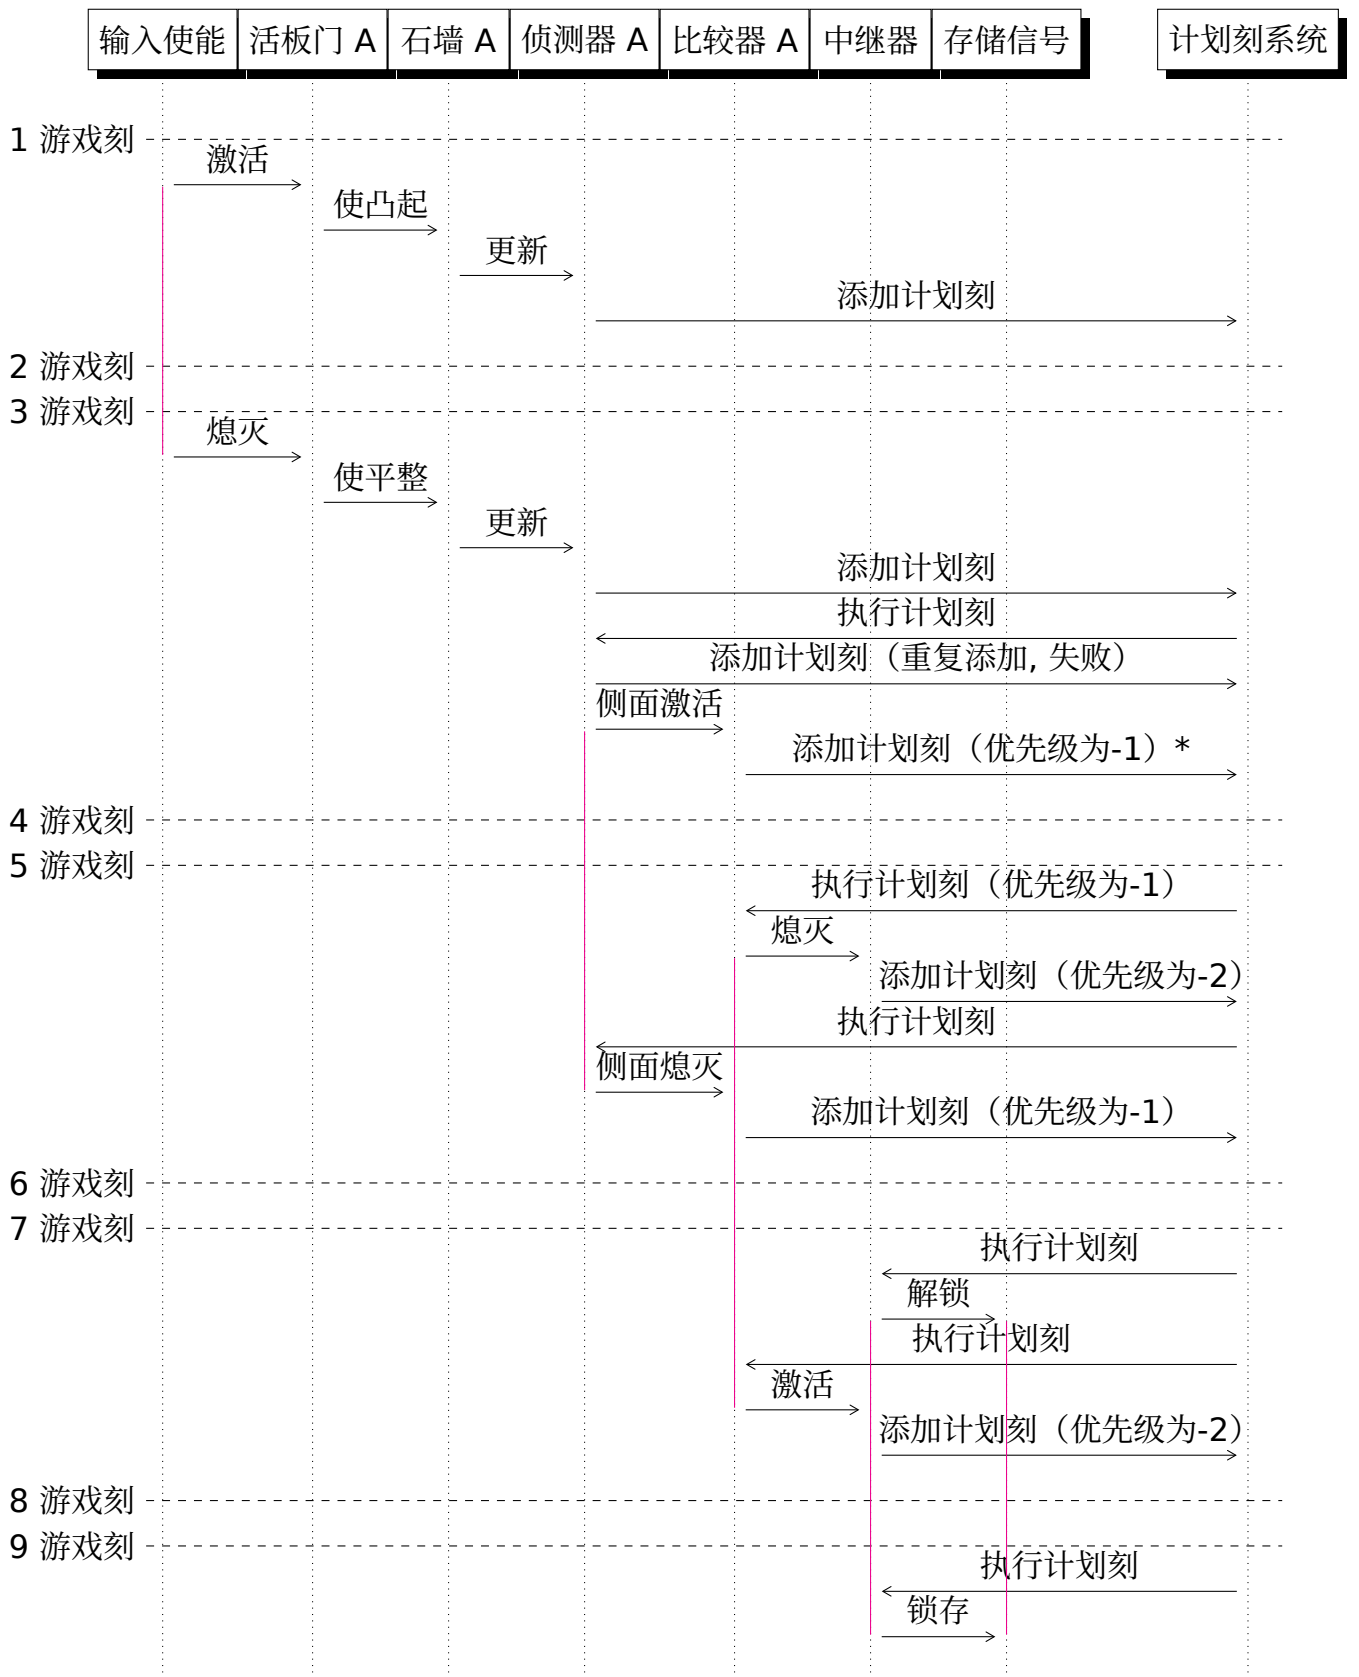 输入使能 活板门 A 石墙 A 侦测器 A 比较器 A 中继器 存储信号 计划刻系统
1 游戏刻
激活
使凸起
更新
添加计划刻
2 游戏刻
3 游戏刻
熄灭
使平整
更新
添加计划刻
执行计划刻
添加计划刻（重复添加, 失败）
侧面激活
添加计划刻（优先级为-1）*
4 游戏刻
5 游戏刻
执行计划刻（优先级为-1）
熄灭
添加计划刻（优先级为-2）
执行计划刻
侧面熄灭
添加计划刻（优先级为-1）
6 游戏刻
7 游戏刻
执行计划刻
解锁
执行计划刻
激活
添加计划刻（优先级为-2）
8 游戏刻
9 游戏刻
执行计划刻
锁存